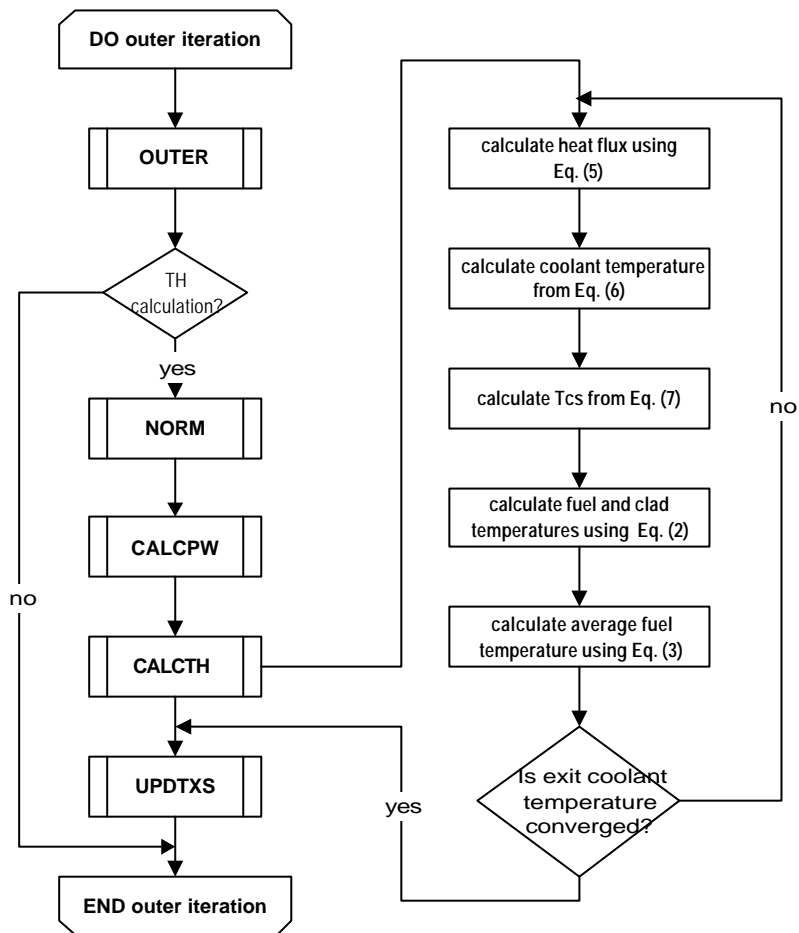 DO outer iteration
OUTER
TH
calculation?
yes
NORM
CALCPW
no
CALCTH
UPDTXS
END outer iteration
calculate heat flux using
Eq. (5)
calculate coolant temperature
from Eq. (6)
calculate Tcs from Eq. (7)
no
calculate fuel and clad
temperatures using Eq. (2)
calculate average fuel
temperature using Eq. (3)
Is exit coolant
temperature
converged?
yes